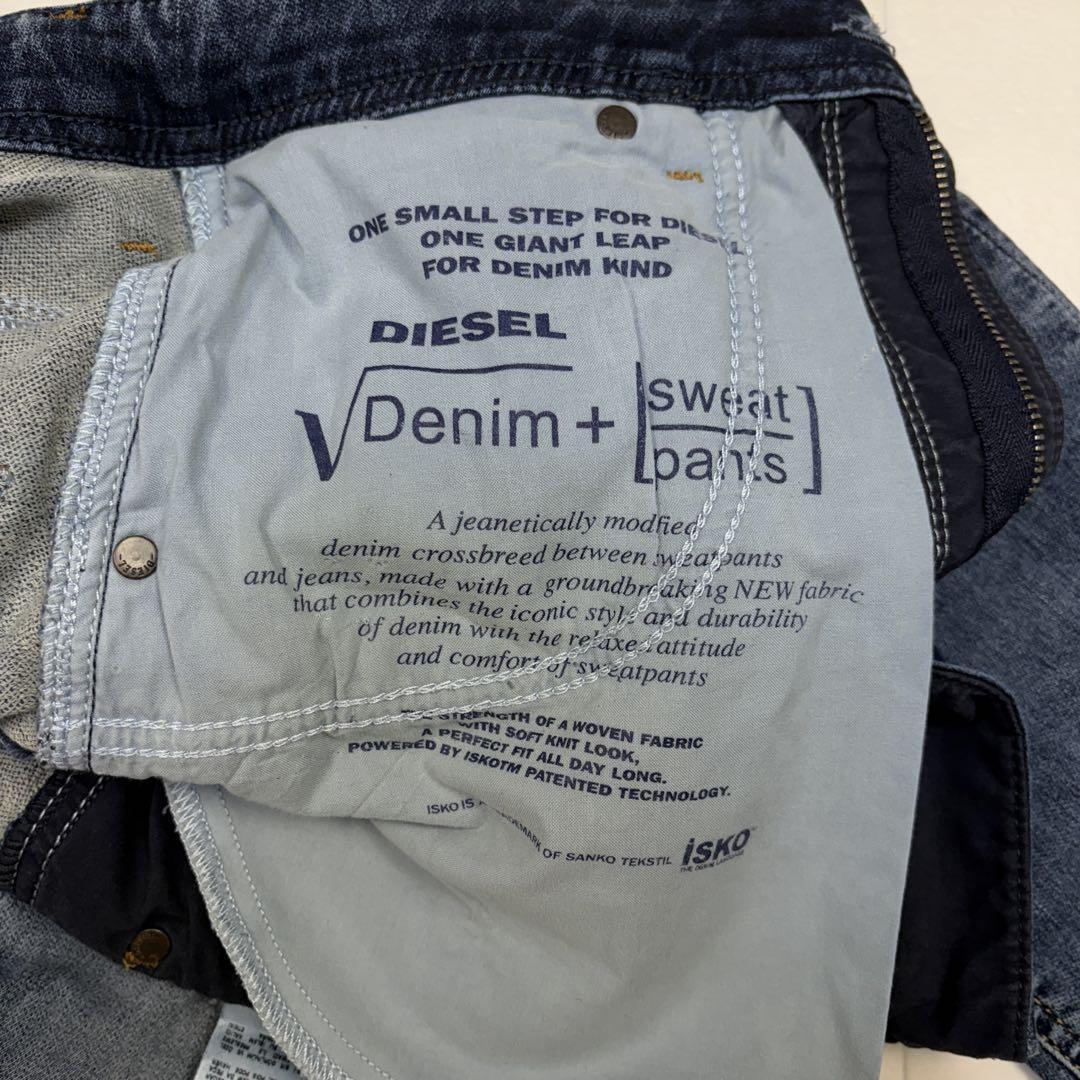 ONE SMALL STEP FOR DIESEL
ONE GIANT LEAP
FOR DENIM KIND
DIESEL
√Denim + [sweat
pants]
A jeanetically modfied
denim crossbreed between sweatpants
and jeans, made with a groundbreaking NEW fabric
that combines the iconic style and durability
of denim with the relaxed attitude
and comfort of sweatpants
THE STRENGTH OF A WOVEN FABRIC
WITH SOFT KNIT LOOK,
A PERFECT FIT ALL DAY LONG.
POWERED BY ISKOTM PATENTED TECHNOLOGY.
ISKO IS A TRADEMARK OF SANKO TEKSTIL
iSKO
DIESEL